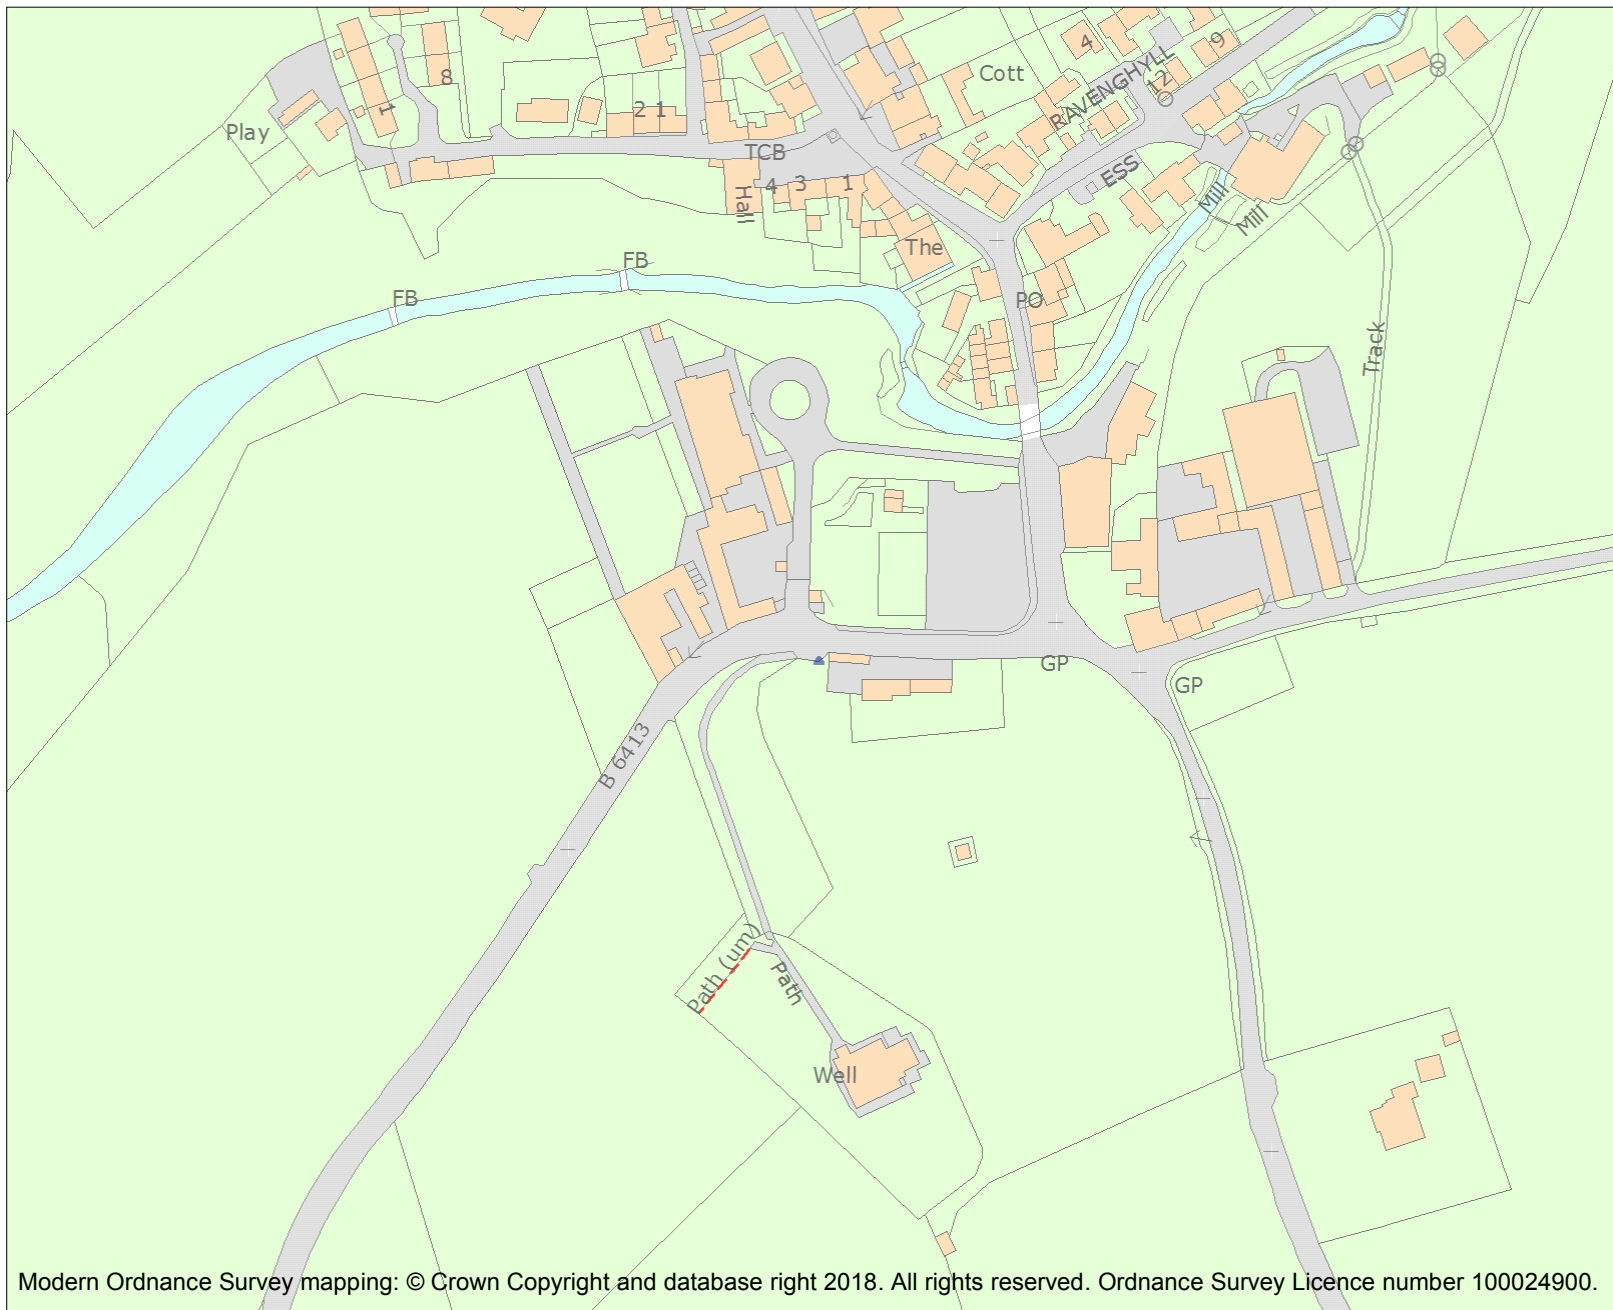 8
1
Play
2 1
Cott
4
9
12
RAVENGHYLL
TCB
ESS
4
3
1
Hall
Mill
Mill
The
FB
FB
PO
Track
GP
GP
B 6413
Path (um)
Path
Well
Modern Ordnance Survey mapping: © Crown Copyright and database right 2018. All rights reserved. Ordnance Survey Licence number 100024900.